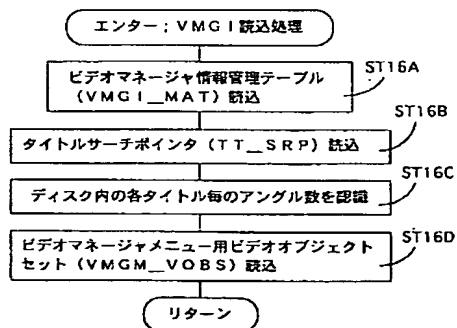 エンター；ＶＭＧＩ読込処理
ST16A
ビデオマネージャ情報管理テーブル
（ＶＭＧＩ＿ＭＡＴ）読込
ST16B
タイトルサーチポインタ（ＴＴ＿ＳＲＰ）読込
ST16C
ディスク内の各タイトル毎のアングル数を認識
ビデオマネージャメニュー用ビデオオブジェクト
セット（ＶＭＧＭ＿ＶＯＢＳ）読込
ST16D
リターン